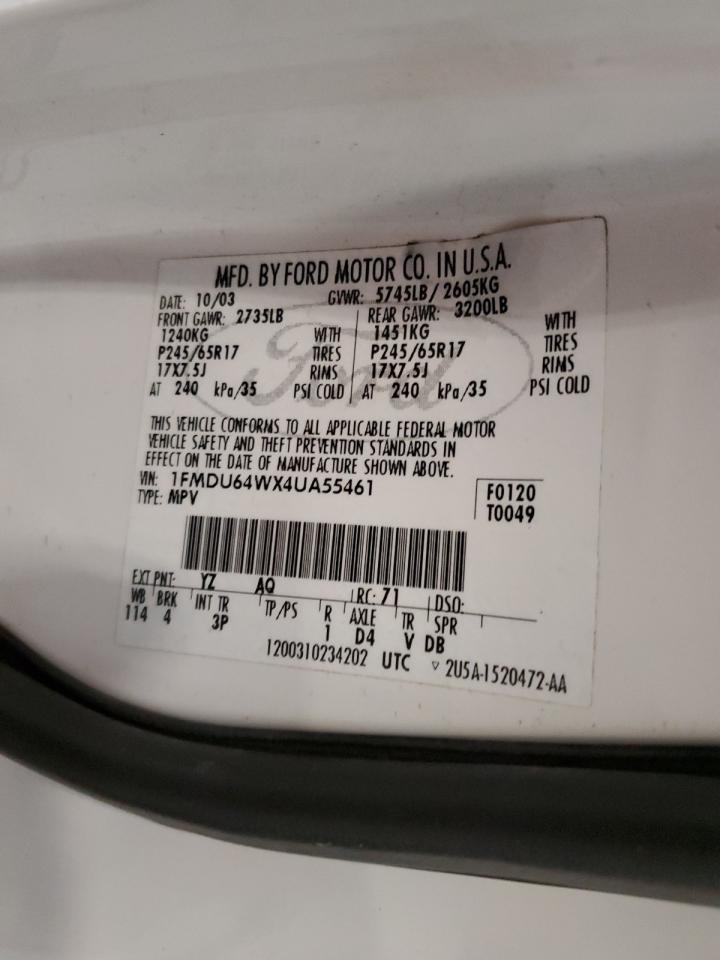 MFD. BY FORD MOTOR CO. IN U.S.A.
DATE: 10/03 GVWR: 5745LB/ 2605KG
FRONT GAWR: 2735LB REAR GAWR: 3200LB
1240KG WITH 1451KG WITH
P245/65R17 TIRES P245/65R17 TIRES
17X7.5J RIMS 17X7.5J RIMS
AT 240 kPa/35 PSI COLD AT 240 kPa/35 PSI COLD
Ford
THIS VEHICLE CONFORMS TO ALL APPLICABLE FEDERAL MOTOR
VEHICLE SAFETY AND THEFT PREVENTION STANDARDS IN
EFFECT ON THE DATE OF MANUFACTURE SHOWN ABOVE.
VIN: 1FMDU64WX4UA55461
TYPE: MPV
F0120
T0049
EXT PNT: YZ AQ RC: 71 DSO:
WB BRK INT TR TP/PS R AXLE TR SPR
114 4 3P 1 D4 V DB
1200310234202 UTC ▽ 2U5A-1520472-AA